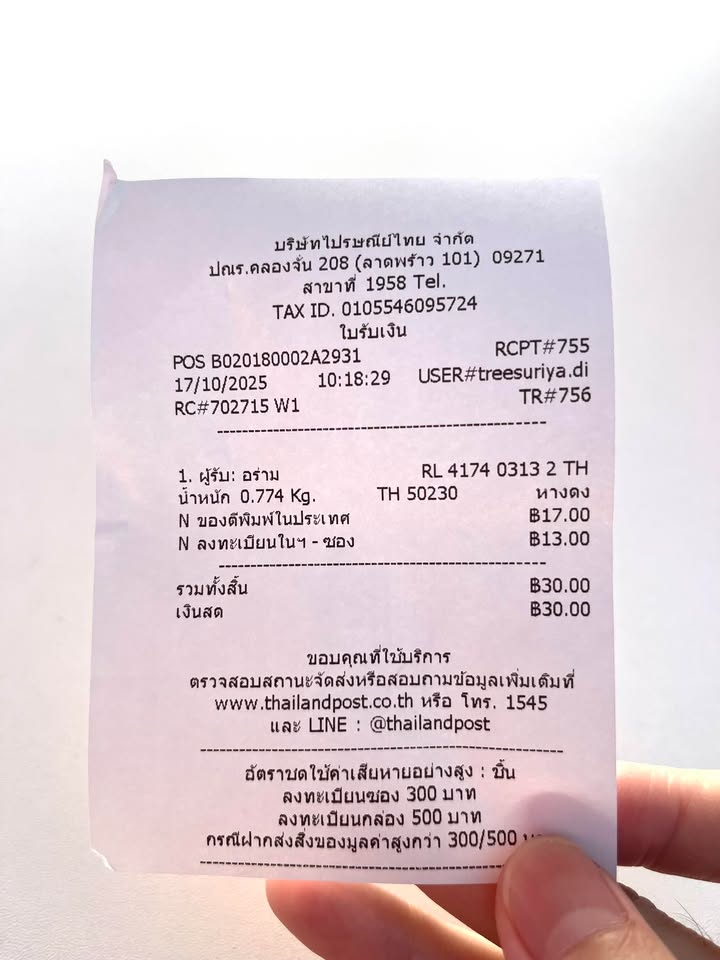 บริษัทไปรษณีย์ไทย จำกัด
ปณร.คลองจั่น 208 (ลาดพร้าว 101) 09271
สาขาที่ 1958 Tel.
TAX ID. 0105546095724
ใบรับเงิน
POS B020180002A2931 RCPT#755
17/10/2025 10:18:29 USER#treesuriya.di
RC#702715 W1 TR#756
1. ผู้รับ: อร่าม RL 4174 0313 2 TH
น้ำหนัก 0.774 Kg. TH 50230 หางดง
N ของตีพิมพ์ในประเทศ ฿17.00
N ลงทะเบียนในฯ - ซอง ฿13.00
รวมทั้งสิ้น ฿30.00
เงินสด ฿30.00
ขอบคุณที่ใช้บริการ
ตรวจสอบสถานะจัดส่งหรือสอบถามข้อมูลเพิ่มเติมที่
www.thailandpost.co.th หรือ โทร. 1545
และ LINE : @thailandpost
อัตราชดใช้ค่าเสียหายอย่างสูง : ชิ้น
ลงทะเบียนซอง 300 บาท
ลงทะเบียนกล่อง 500 บาท
กรณีฝากส่งสิ่งของมูลค่าสูงกว่า 300/500